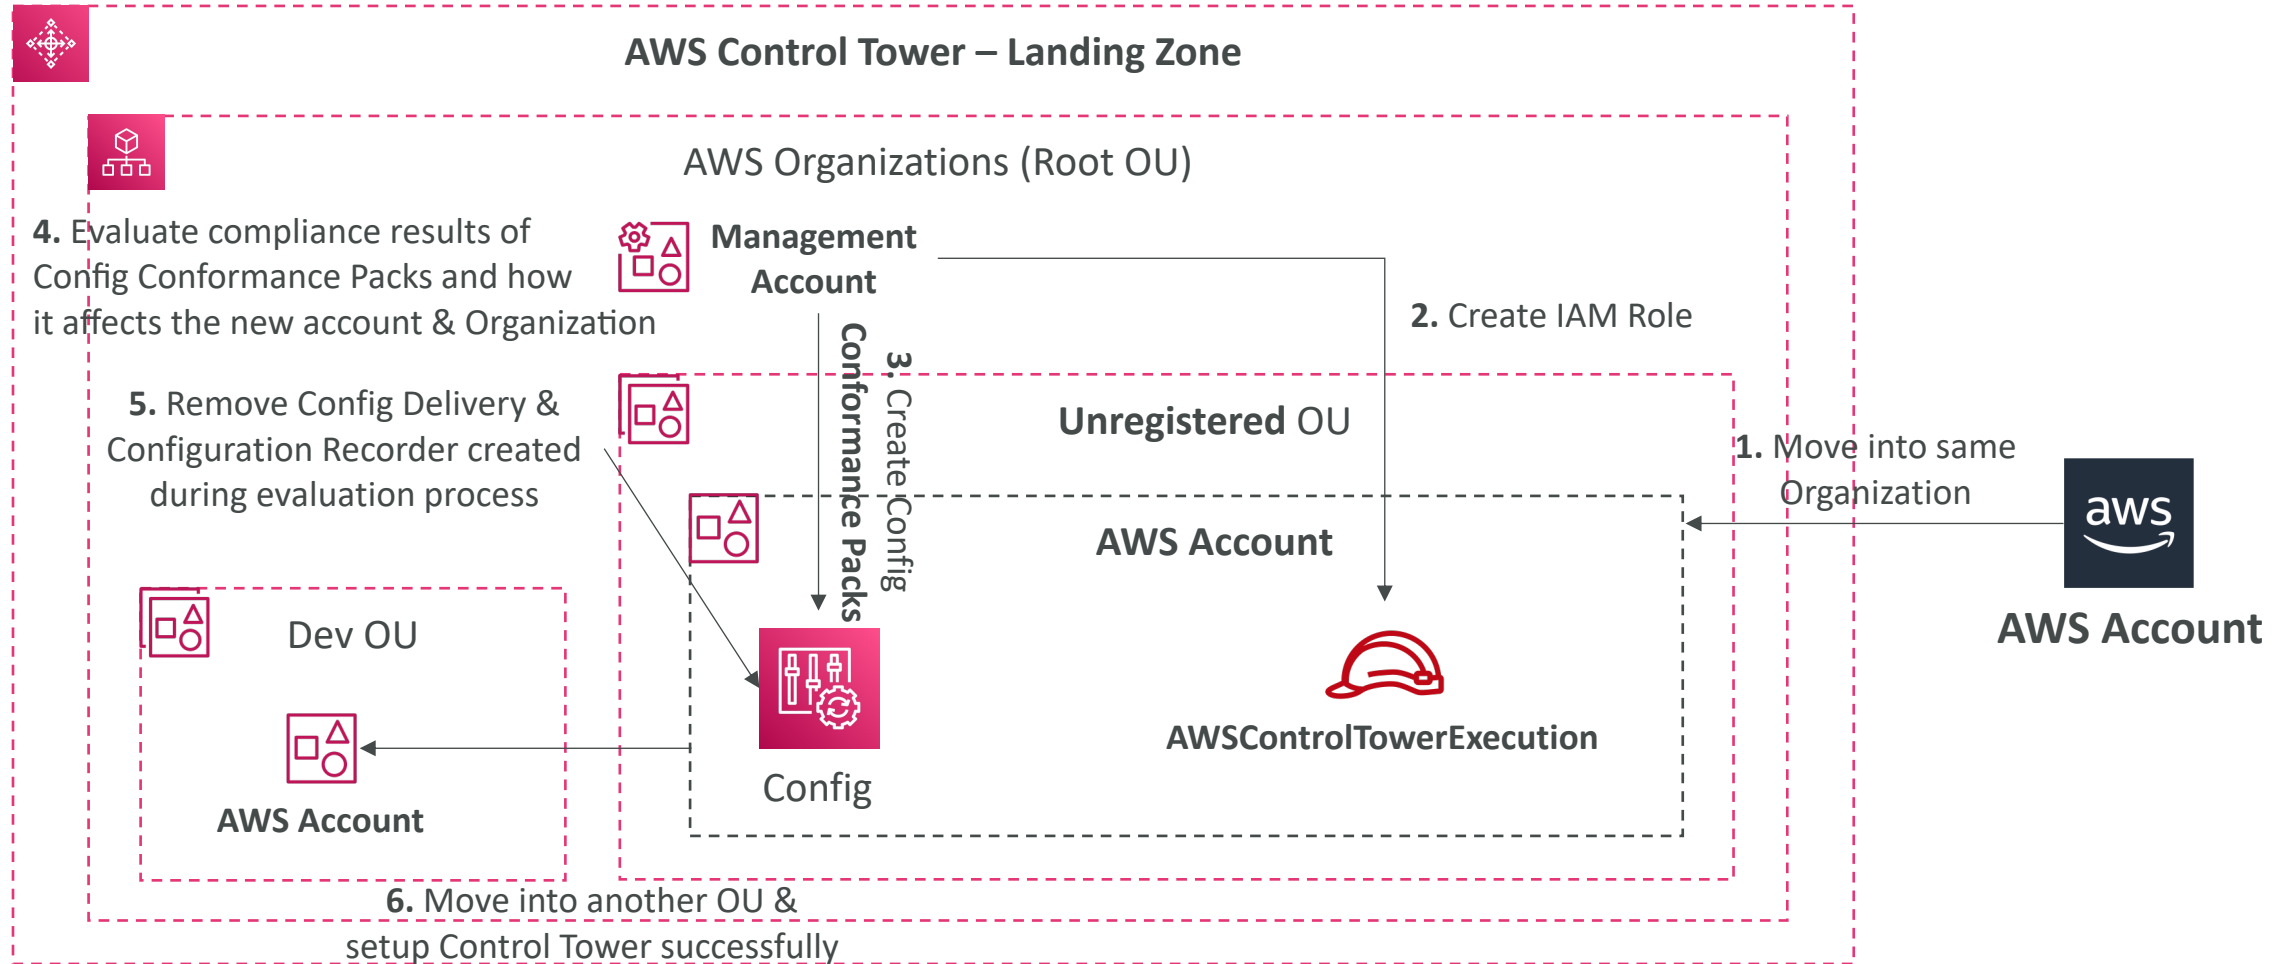 AWS Control Tower – Landing Zone
AWS Organizations (Root OU)
4. Evaluate compliance results of
Config Conformance Packs and how
it affects the new account & Organization
Management
Account
2. Create IAM Role
3. Create Config
Conformance Packs
5. Remove Config Delivery &
Configuration Recorder created
during evaluation process
Unregistered OU
1. Move into same
Organization
aws
AWS Account
AWS Account
Dev OU
AWS Account
Config
AWSControlTowerExecution
6. Move into another OU &
setup Control Tower successfully